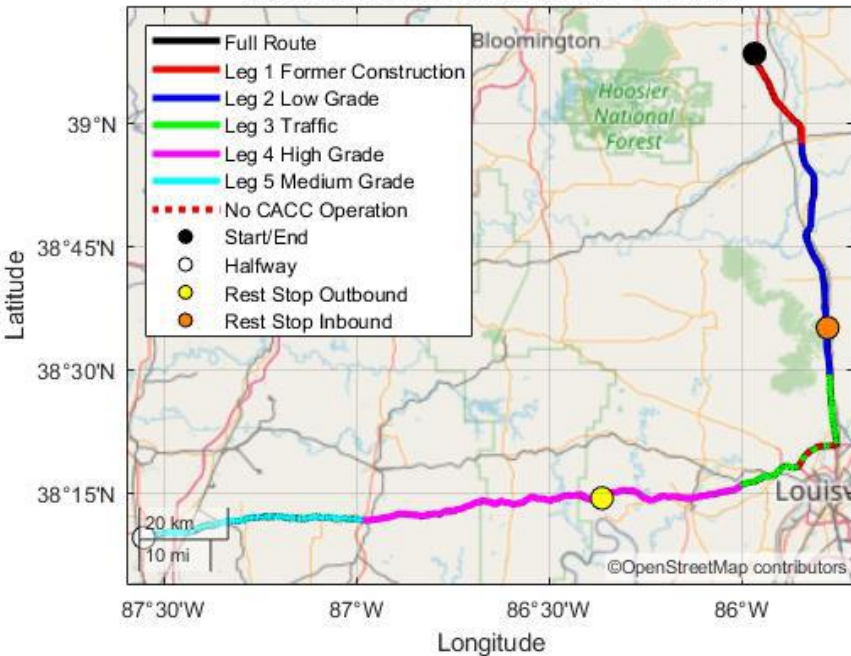 Full Route
Leg 1 Former Construction
Leg 2 Low Grade
Leg 3 Traffic
Leg 4 High Grade
Leg 5 Medium Grade
No CACC Operation
Start/End
Halfway
Rest Stop Outbound
Rest Stop Inbound
Bloomington
Hoosier
National
Forest
Louisv
39°N
38°45'N
38°30'N
38°15'N
Latitude
20 km
10 mi
©OpenStreetMap contributors
87°30'W
87°W
86°30'W
86°W
Longitude